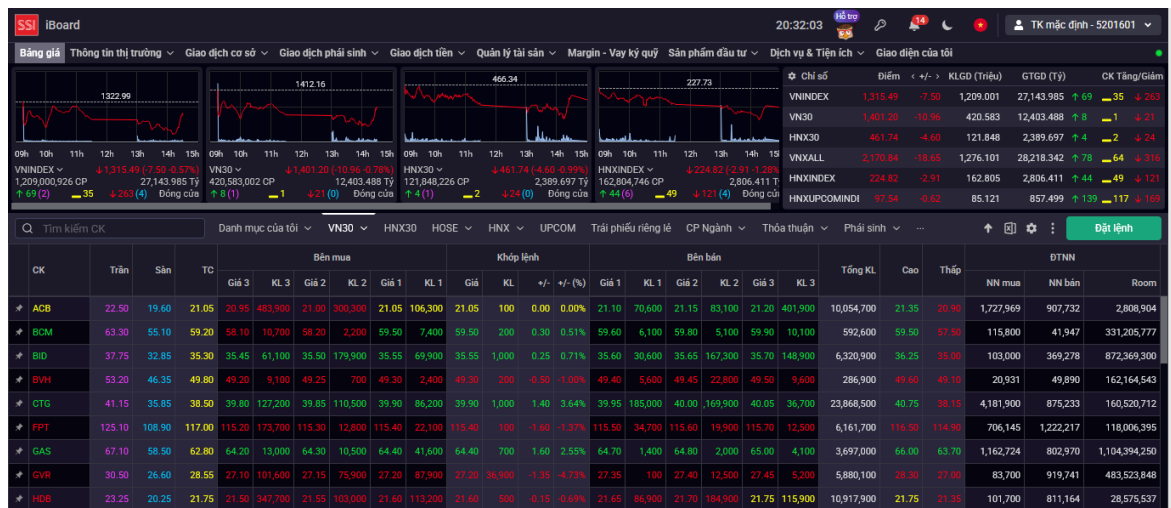 SSI iBoard 20:32:03 Hỗ trợ 14 TK mặc định - 5201601
Bảng giá Thông tin thị trường Giao dịch cơ sở Giao dịch phái sinh Giao dịch tiền Quản lý tài sản Margin - Vay ký quỹ Sản phẩm đầu tư Dịch vụ & Tiện ích Giao diện của tôi
1322.99
09h 10h 11h 12h 13h 14h 15h
VNINDEX ↓1,315.49 (-7.50 -0.57%)
1,209,000,926 CP 27,143.985 Tỷ
↑69 (2) 35 ↓263 (4) Đóng cửa
1412.16
09h 10h 11h 12h 13h 14h 15h
VN30 ↓1,401.20 (-10.96 -0.78%)
420,583,002 CP 12,403.488 Tỷ
↑8 (1) 1 ↓21 (0) Đóng cửa
466.34
09h 10h 11h 12h 13h 14h 15h
HNX30 ↓461.74 (-4.60 -0.99%)
121,848,226 CP 2,389.697 Tỷ
↑4 (1) 2 ↓24 (0) Đóng cửa
227.73
09h 10h 11h 12h 13h 14h 15h
HNXINDEX ↓224.82 (-2.91 -1.28%
162,804,746 CP 2,806.411 T
↑44 (6) 49 ↓121 (4) Đóng cử
Chỉ số Điểm < +/- > KLGD (Triệu) GTGD (Tỷ) CK Tăng/Giảm
VNINDEX 1,315.49 -7.50 1,209.001 27,143.985 ↑69 35 ↓263
VN30 1,401.20 -10.96 420.583 12,403.488 ↑8 1 ↓21
HNX30 461.74 -4.60 121.848 2,389.697 ↑4 2 ↓24
VNXALL 2,170.84 -18.65 1,276.101 28,218.342 ↑78 64 ↓316
HNXINDEX 224.82 -2.91 162.805 2,806.411 ↑44 49 ↓121
HNXUPCOMINDI 97.54 -0.62 85.121 857.499 ↑139 117 ↓169
Tìm kiếm CK Danh mục của tôi VN30 HNX30 HOSE HNX UPCOM Trái phiếu riêng lẻ CP Ngành Thỏa thuận Phái sinh ... Đặt lệnh
CK Trần Sàn TC Bên mua Khớp lệnh Bên bán Tổng KL Cao Thấp ĐTNN
Giá 3 KL 3 Giá 2 KL 2 Giá 1 KL 1 Giá KL +/- +/- (%) Giá 1 KL 1 Giá 2 KL 2 Giá 3 KL 3 NN mua NN bán Room
ACB 22.50 19.60 21.05 20.95 483,900 21.00 300,300 21.05 106,300 21.05 100 0.00 0.00% 21.10 70,600 21.15 83,100 21.20 401,900 10,054,700 21.35 20.90 1,727,969 907,732 2,808,904
BCM 63.30 55.10 59.20 58.10 10,700 58.20 2,200 59.50 7,400 59.50 200 0.30 0.51% 59.60 6,100 59.80 5,100 59.90 10,100 592,600 59.50 57.50 115,800 41,947 331,205,777
BID 37.75 32.85 35.30 35.45 61,100 35.50 179,900 35.55 69,900 35.55 1,000 0.25 0.71% 35.60 30,600 35.65 167,300 35.70 148,900 6,320,900 36.25 35.00 103,000 369,278 872,369,300
BVH 53.20 46.35 49.80 49.20 9,100 49.25 700 49.30 2,400 49.30 200 -0.50 -1.00% 49.40 5,600 49.45 22,800 49.50 9,600 286,900 49.60 49.10 20,931 49,890 162,164,543
CTG 41.15 35.85 38.50 39.80 127,200 39.85 110,500 39.90 86,200 39.90 1,000 1.40 3.64% 39.95 185,000 40.00 ,169,900 40.05 36,700 23,868,500 40.75 38.15 4,181,900 875,233 160,520,712
FPT 125.10 108.90 117.00 115.20 173,700 115.30 12,800 115.40 22,100 115.40 100 -1.60 -1.37% 115.50 34,700 115.60 19,900 115.70 12,500 6,161,700 116.50 114.90 706,145 1,222,217 118,006,395
GAS 67.10 58.50 62.80 64.20 13,000 64.30 10,500 64.40 41,600 64.40 700 1.60 2.55% 64.70 1,400 64.80 2,000 65.00 4,100 3,697,000 66.00 63.70 1,162,724 802,970 1,104,394,250
GVR 30.50 26.60 28.55 27.10 101,600 27.15 75,900 27.20 87,900 27.20 36,900 -1.35 -4.73% 27.35 100 27.40 12,500 27.45 5,200 5,880,100 28.30 27.00 83,700 919,741 483,523,848
HDB 23.25 20.25 21.75 21.50 347,700 21.55 103,000 21.60 113,200 21.60 500 -0.15 -0.69% 21.65 86,900 21.70 184,900 21.75 115,900 10,917,900 21.75 21.35 101,700 811,164 28,575,537